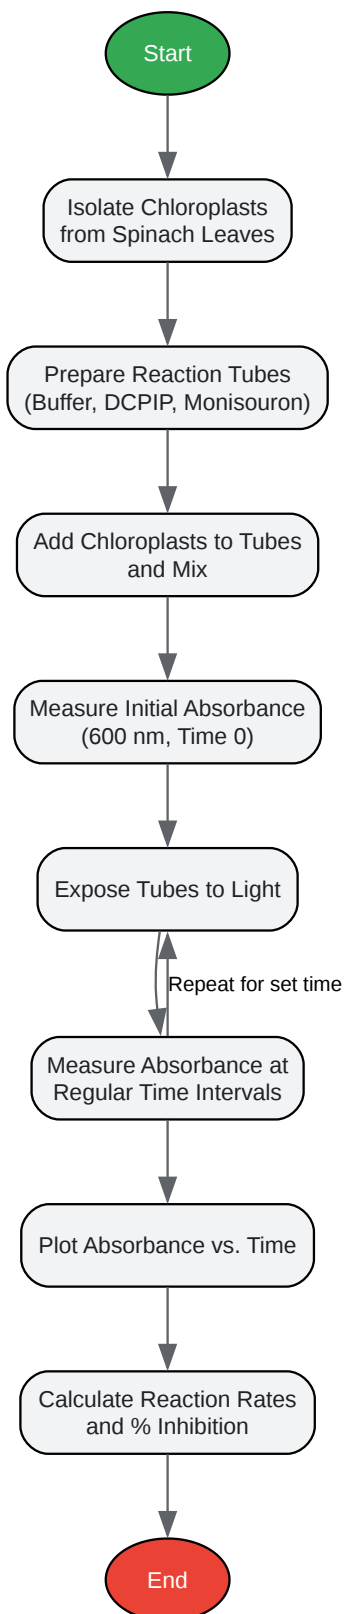 Start
Isolate Chloroplasts
from Spinach Leaves
Prepare Reaction Tubes
(Buffer, DCPIP, Monisouron)
Add Chloroplasts to Tubes
and Mix
Measure Initial Absorbance
(600 nm, Time 0)
Expose Tubes to Light
Repeat for set time
Measure Absorbance at
Regular Time Intervals
Plot Absorbance vs. Time
Calculate Reaction Rates
and % Inhibition
End